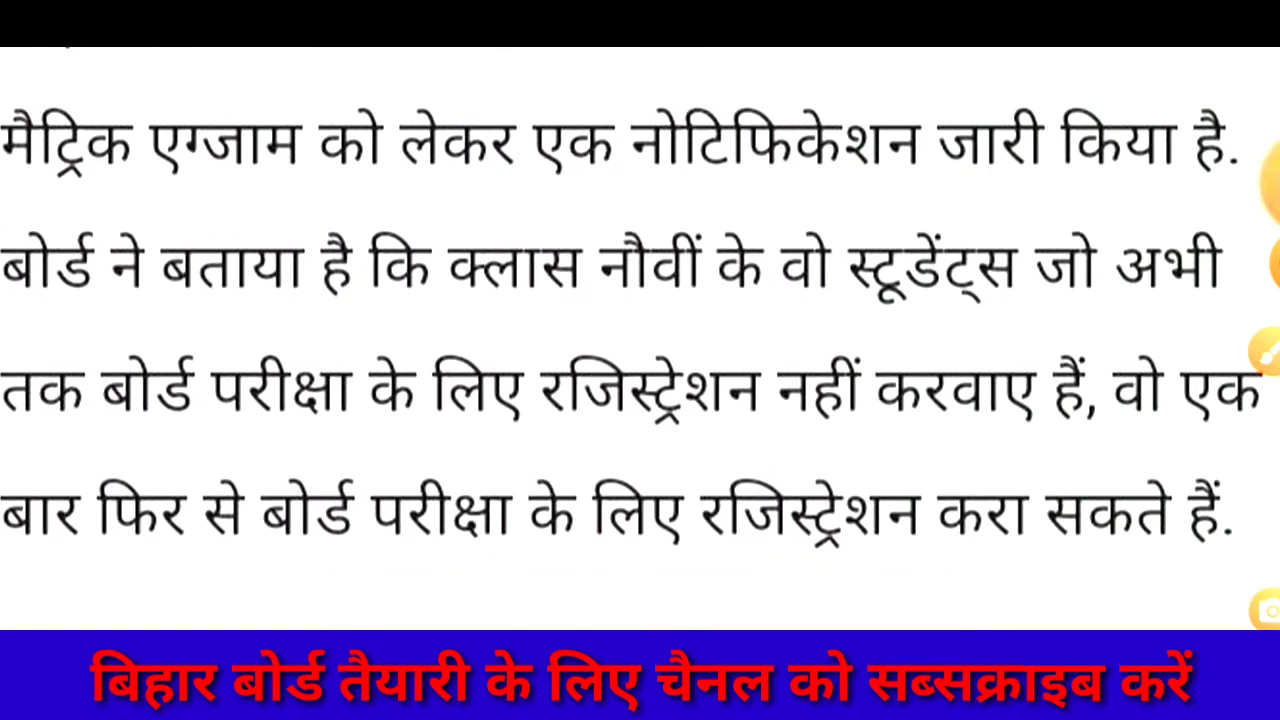 मैट्रिक एग्जाम को लेकर एक नोटिफिकेशन जारी किया है.
बोर्ड ने बताया है कि क्लास नौवीं के वो स्टूडेंट्स जो अभी
तक बोर्ड परीक्षा के लिए रजिस्ट्रेशन नहीं करवाए हैं, वो एक
बार फिर से बोर्ड परीक्षा के लिए रजिस्ट्रेशन करा सकते हैं.
बिहार बोर्ड तैयारी के लिए चैनल को सब्सक्राइब करें